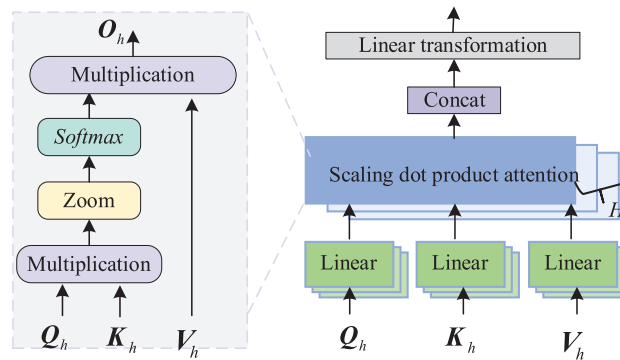 O_h
Multiplication
Softmax
Zoom
Multiplication
Q_h
K_h
V_h
Linear transformation
Concat
Scaling dot product attention
H
Linear
Linear
Linear
Q_h
K_h
V_h